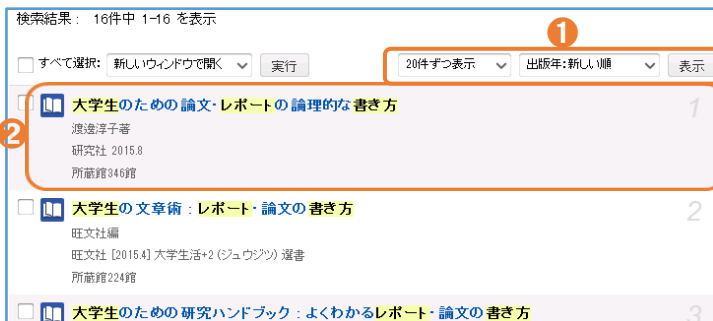 検索結果： 16件中 1-16 を表示
1
すべて選択: 新しいウィンドウで開く 実行 20件ずつ表示 出版年:新しい順 表示
2
大学生のための論文・レポートの論理的な書き方 1
渡邊淳子著
研究社 2015.8
所蔵館346館
大学生の文章術 : レポート・論文の書き方 2
旺文社編
旺文社 [2015.4] 大学生活+2 (ジュウジツ) 選書
所蔵館224館
大学生のための研究ハンドブック : よくわかるレポート・論文の書き方 3